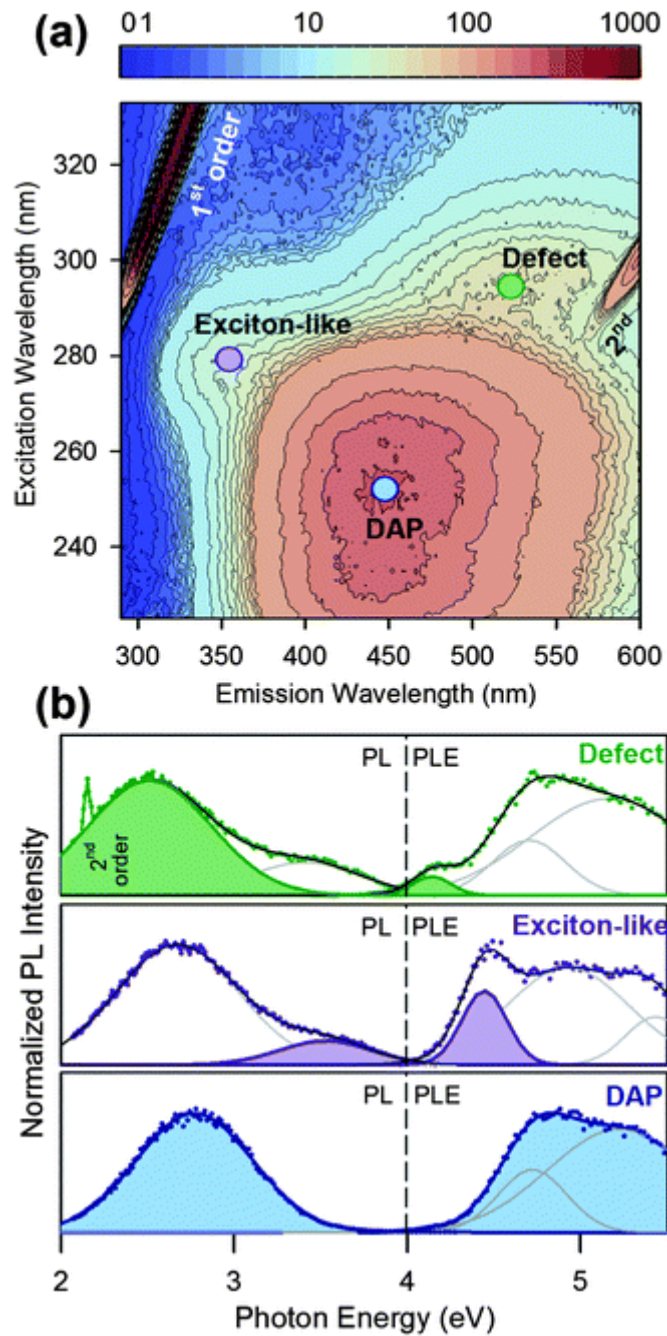 (a)
01 10 100 1000
Excitation Wavelength (nm)
320
300
280
260
240
1st order
Defect
2nd
Exciton-like
DAP
300 350 400 450 500 550 600
Emission Wavelength (nm)
(b)
Normalized PL Intensity
PL PLE Defect
2nd order
PL PLE Exciton-like
PL PLE DAP
2 3 4 5
Photon Energy (eV)